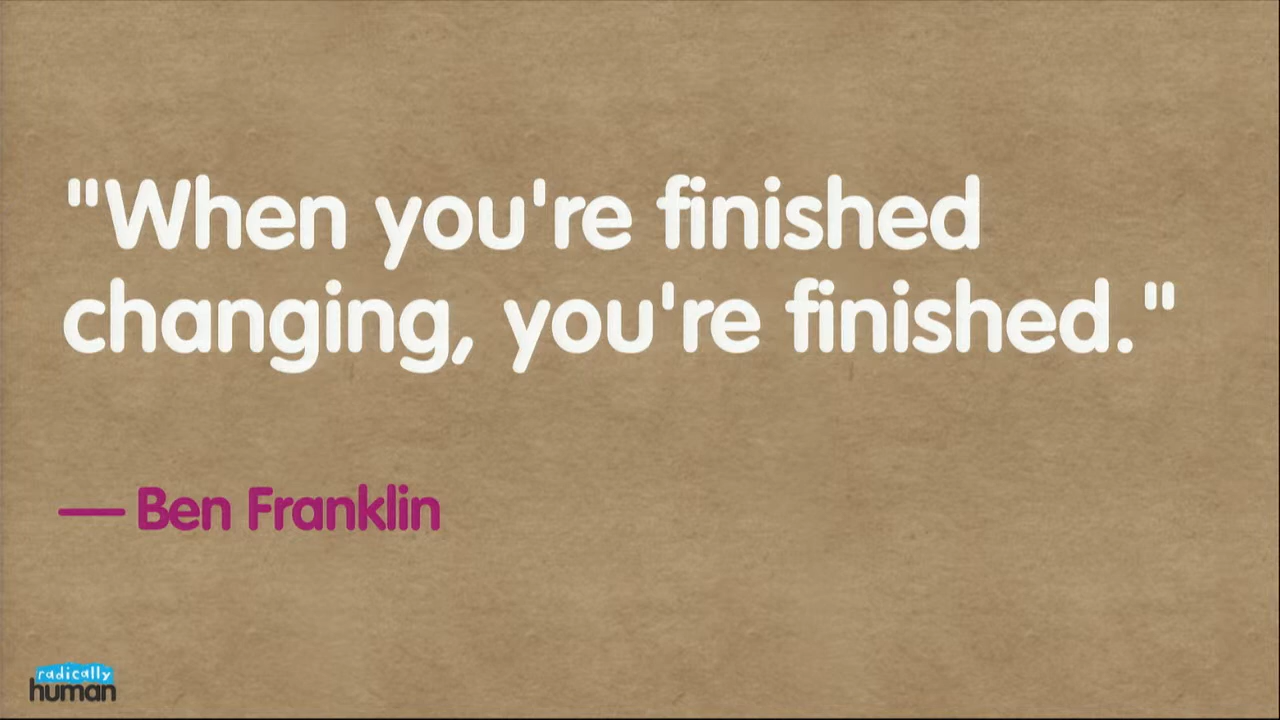 "When you're finished
changing, you're finished."
— Ben Franklin
radically
human